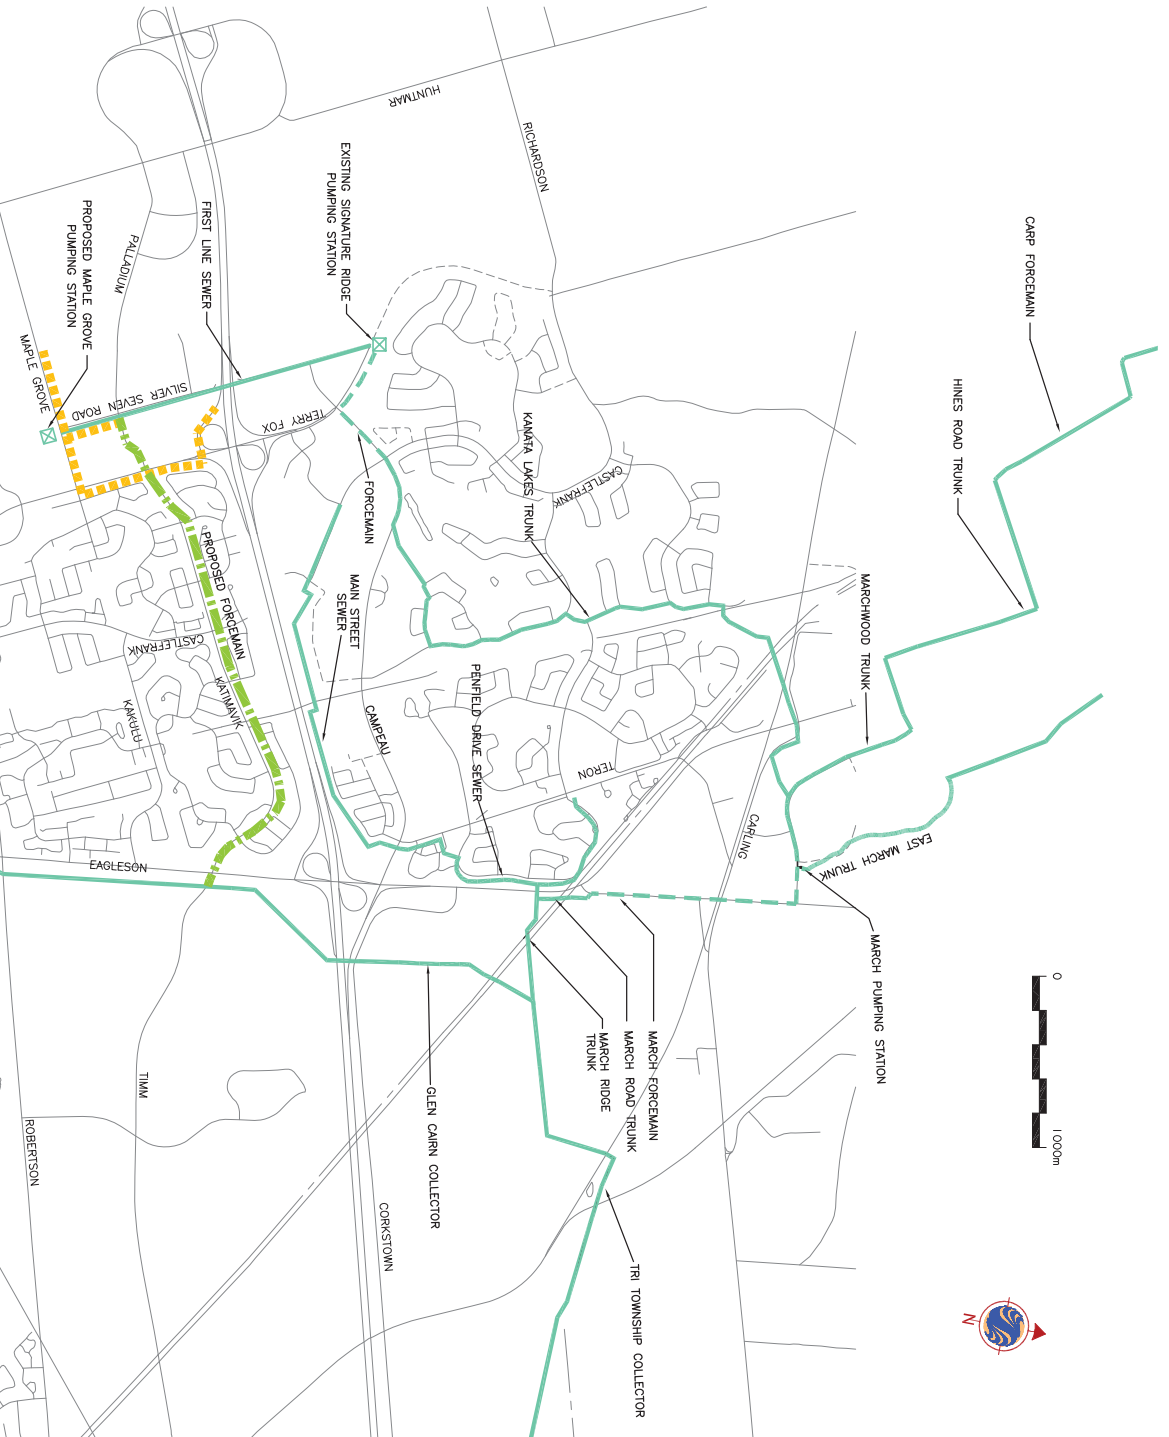 HUNTMAR
RICHARDSON
EXISTING SIGNATURE RIDGE
PUMPING STATION
FIRST LINE SEWER
PALLADIUM
PROPOSED MAPLE GROVE
PUMPING STATION
MAPLE GROVE
SILVER SEVEN ROAD
TERRY FOX
CARP FORCEMAIN
HINES ROAD TRUNK
KANATA LAKES TRUNK
CASTLEFRANK
FORCEMAIN
MAIN STREET
SEWER
PROPOSED FORCEMAIN
CASTLEFRANK
KATIMAVIK
KAKULU
CAMPEAU
PENFIELD DRIVE SEWER
TERON
MARCHWOOD TRUNK
CARLING
EAST MARCH TRUNK
EAGLESON
MARCH PUMPING STATION
MARCH FORCEMAIN
MARCH ROAD TRUNK
MARCH RIDGE
TRUNK
GLEN CAIRN COLLECTOR
TIMM
ROBERTSON
CORKSTOWN
TRI TOWNSHIP COLLECTOR
0
1000m
N